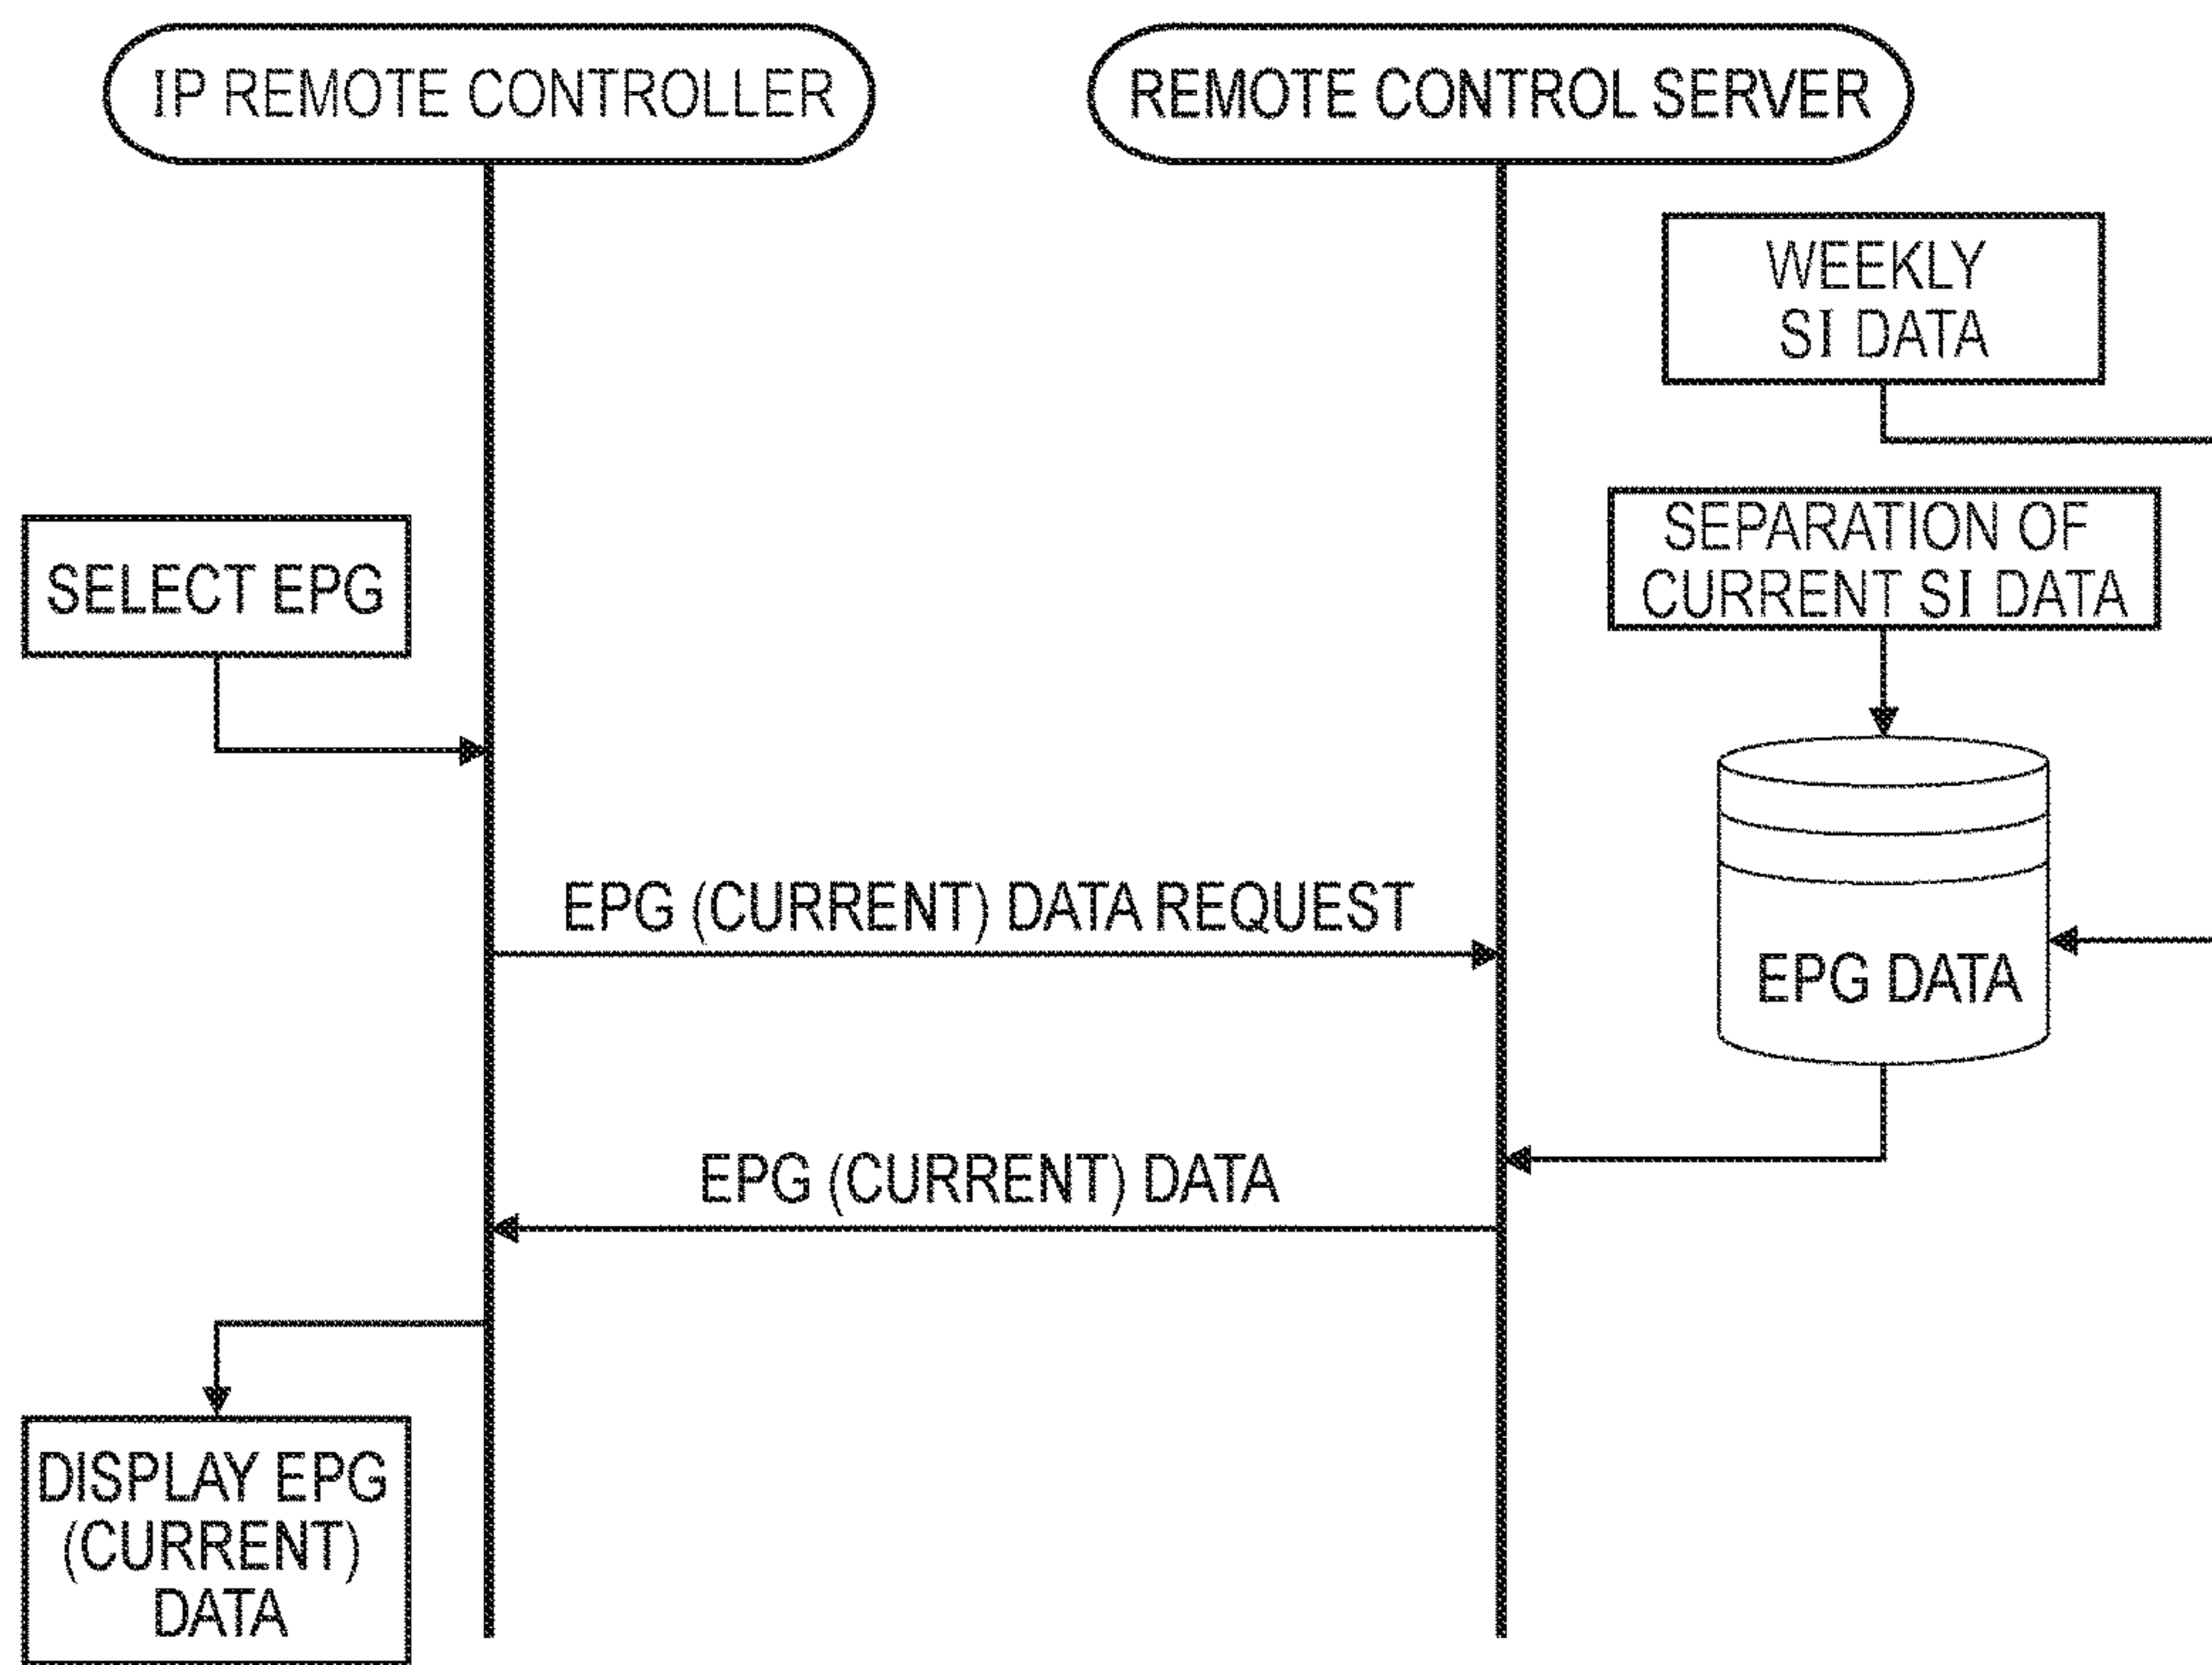 IP REMOTE CONTROLLER
REMOTE CONTROL SERVER
WEEKLY
SI DATA
SEPARATION OF
CURRENT SI DATA
SELECT EPG
EPG (CURRENT) DATA REQUEST
EPG DATA
EPG (CURRENT) DATA
DISPLAY EPG
(CURRENT)
DATA